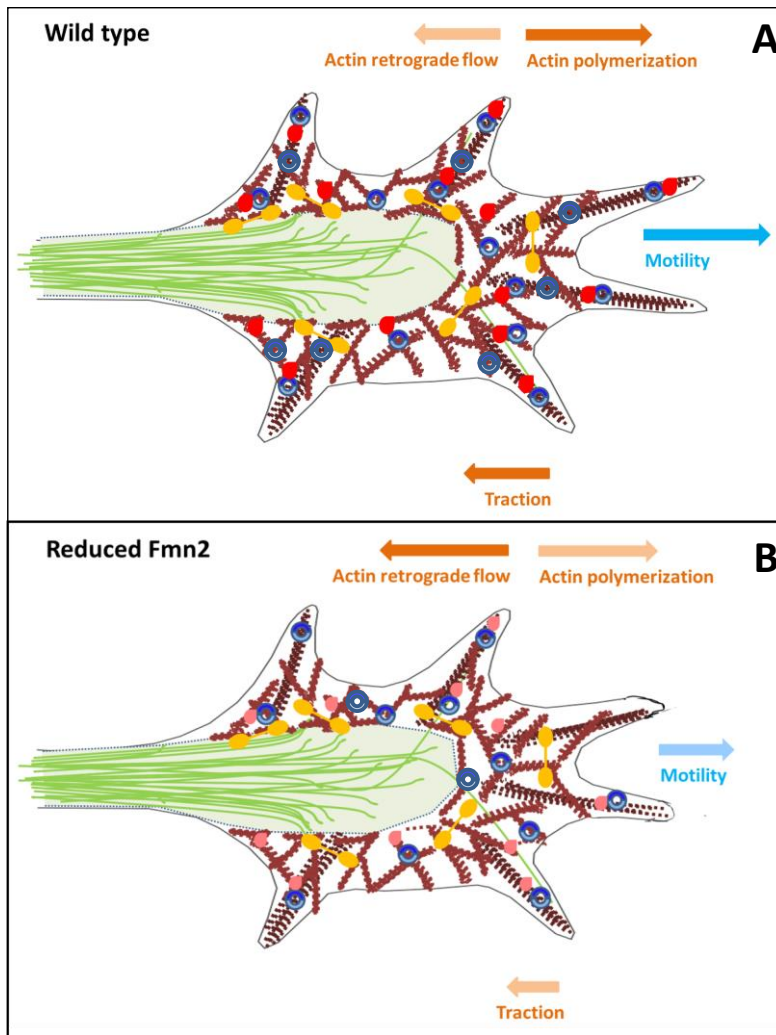 Wild type
A
Actin retrograde flow
Actin polymerization
Motility
Traction
Reduced Fmn2
B
Actin retrograde flow
Actin polymerization
Motility
Traction